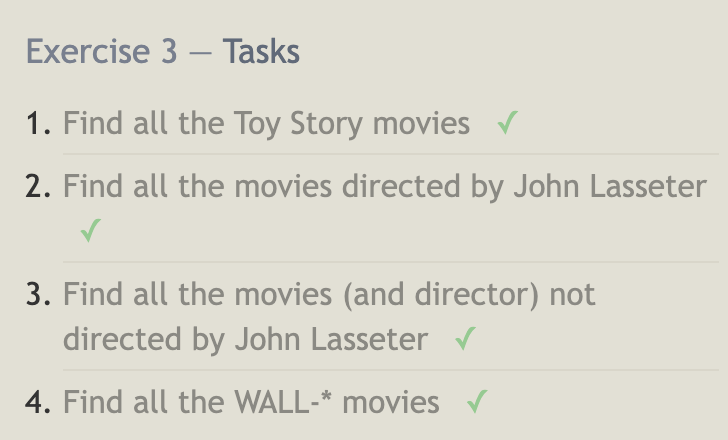 Exercise 3 — Tasks
1. Find all the Toy Story movies ✓
2. Find all the movies directed by John Lasseter
✓
3. Find all the movies (and director) not
directed by John Lasseter ✓
4. Find all the WALL-* movies ✓